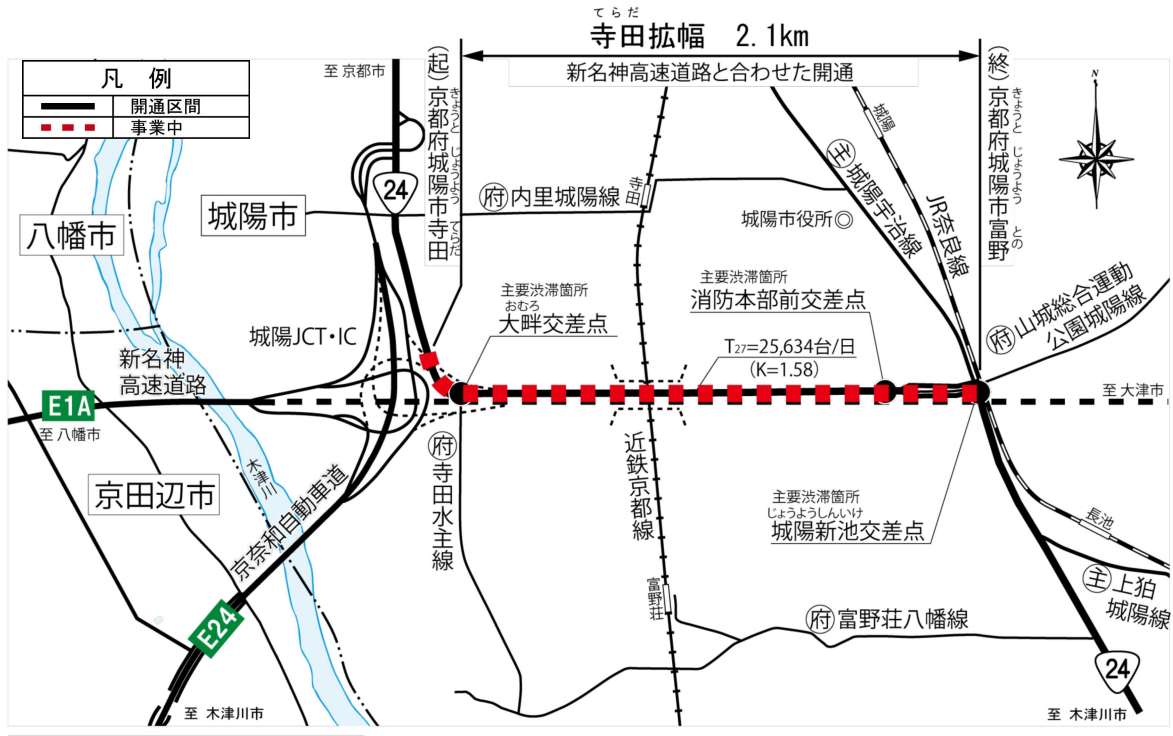 てらだ
寺田拡幅 2.1km
新名神高速道路と合わせた開通
凡 例
開通区間
事業中
至 京都市
(起)京都府城陽市寺田
きょうと じょうよう てらだ
(終)京都府城陽市富野
きょうと じょうよう との
N
24
城陽
主 城陽宇治線
JR奈良線
寺田
府 内里城陽線
城陽市
八幡市
城陽市役所◎
主要渋滞箇所
消防本部前交差点
主要渋滞箇所
おむろ
大畔交差点
府 山城総合運動
公園城陽線
城陽JCT・IC
T27=25,634台/日
(K=1.58)
新名神
高速道路
E1A
至 八幡市
至 大津市
木津川
京田辺市
京奈和自動車道
府 寺田水主線
近鉄京都線
主要渋滞箇所
じょうようしんいけ
城陽新池交差点
長池
主 上狛
城陽線
富野荘
府 富野荘八幡線
E24
24
至 木津川市
至 木津川市